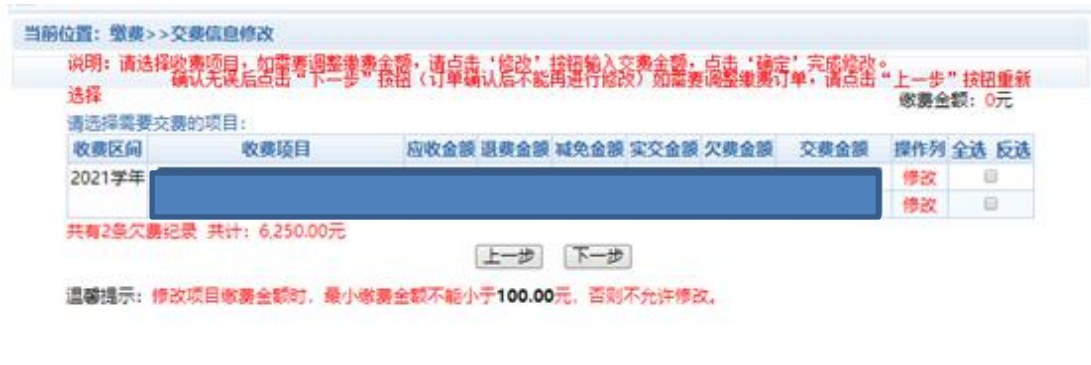 当前位置：缴费>>交费信息修改
说明：请选择收费项目，如需要调整缴费金额，请点击‘修改’按钮输入交费金额，点击‘确定’完成修改。
确认无误后点击“下一步”按钮（订单确认后不能再进行修改）如需要调整缴费订单，请点击“上一步”按钮重新
选择
缴费金额：0元
请选择需要交费的项目：
收费区间 收费项目 应收金额 退费金额 减免金额 实交金额 欠费金额 交费金额 操作列 全选 反选
2021学年 修改
修改
共有2条欠费纪录 共计：6,250.00元
上一步 下一步
温馨提示：修改项目缴费金额时，最小缴费金额不能小于100.00元，否则不允许修改。